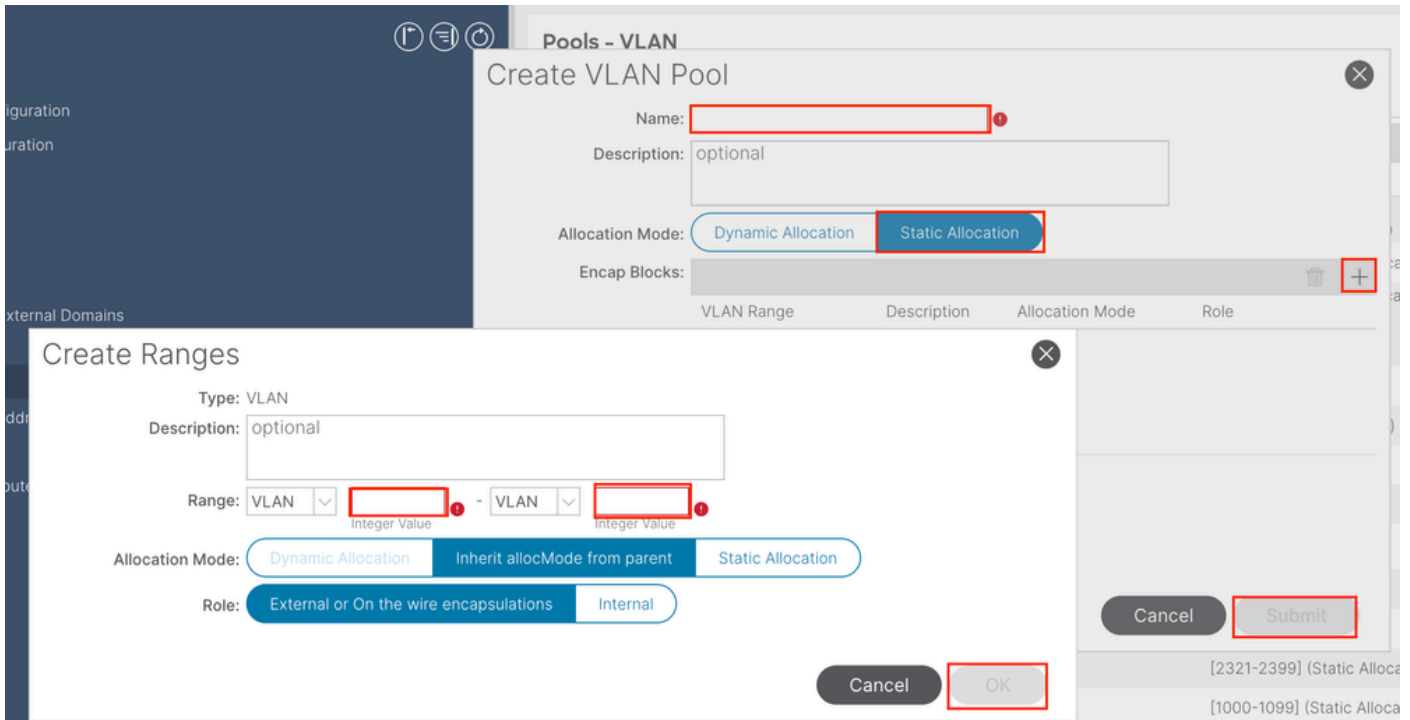 Pools - VLAN
Create VLAN Pool
Name:
Description: optional
Allocation Mode: Dynamic Allocation Static Allocation
Encap Blocks:
VLAN Range Description Allocation Mode Role
iguration
uration
xternal Domains
ddr
oute
Create Ranges
Type: VLAN
Description: optional
Range: VLAN - VLAN
Integer Value Integer Value
Allocation Mode: Dynamic Allocation Inherit allocMode from parent Static Allocation
Role: External or On the wire encapsulations Internal
Cancel OK
Cancel Submit
[2321-2399] (Static Alloca
[1000-1099] (Static Alloca